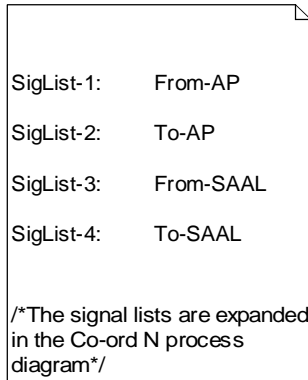 SigList-1: From-AP
SigList-2: To-AP
SigList-3: From-SAAL
SigList-4: To-SAAL
/*The signal lists are expanded
in the Co-ord N process
diagram*/